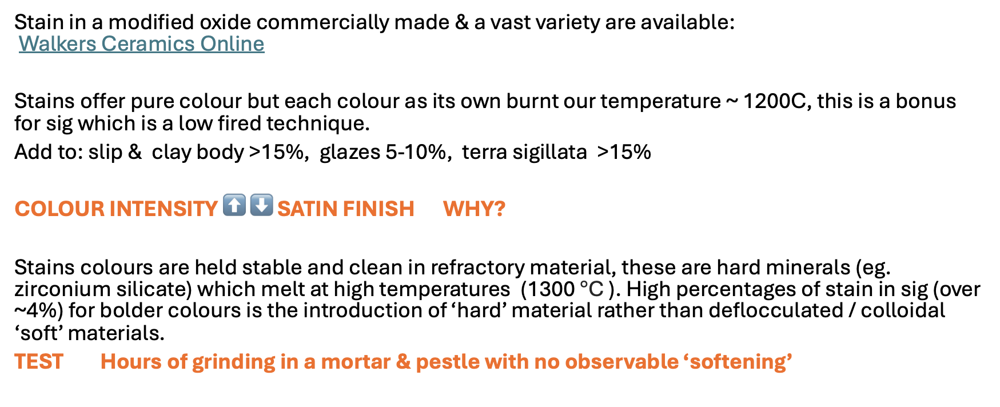 Stain in a modified oxide commercially made & a vast variety are available:
Walkers Ceramics Online
Stains offer pure colour but each colour as its own burnt our temperature ~ 1200C, this is a bonus
for sig which is a low fired technique.
Add to: slip & clay body >15%, glazes 5-10%, terra sigillata >15%
COLOUR INTENSITY ⬆️⬇️ SATIN FINISH WHY?
Stains colours are held stable and clean in refractory material, these are hard minerals (eg.
zirconium silicate) which melt at high temperatures (1300 °C ). High percentages of stain in sig (over
~4%) for bolder colours is the introduction of ‘hard’ material rather than deflocculated / colloidal
‘soft’ materials.
TEST Hours of grinding in a mortar & pestle with no observable ‘softening’